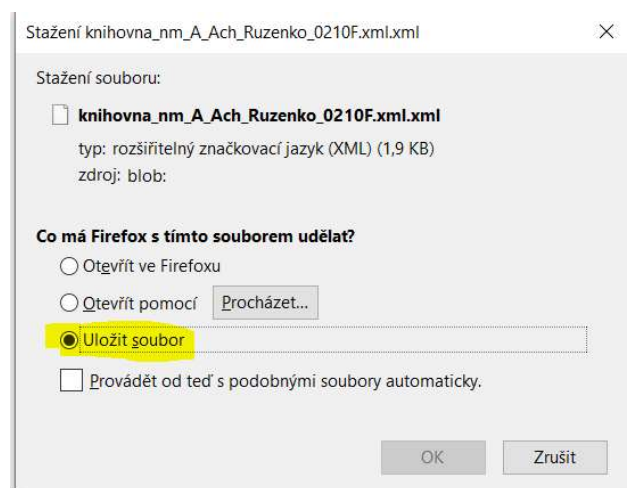 Stažení knihovna_nm_A_Ach_Ruzenko_0210F.xml.xml
Stažení souboru:
knihovna_nm_A_Ach_Ruzenko_0210F.xml.xml
typ: rozšiřitelný značkovací jazyk (XML) (1,9 KB)
zdroj: blob:
Co má Firefox s tímto souborem udělat?
Otevřít ve Firefoxu
Otevřít pomocí Procházet...
Uložit soubor
Provádět od teď s podobnými soubory automaticky.
OK Zrušit